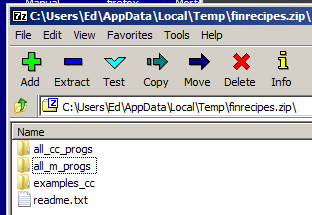 C:\Users\Ed\AppData\Local\Temp\finrecipes.zip\
File Edit View Favorites Tools Help
Add Extract Test Copy Move Delete Info
C:\Users\Ed\AppData\Local\Temp\finrecipes.zip\
Name
all_cc_progs
all_m_progs
examples_cc
readme.txt